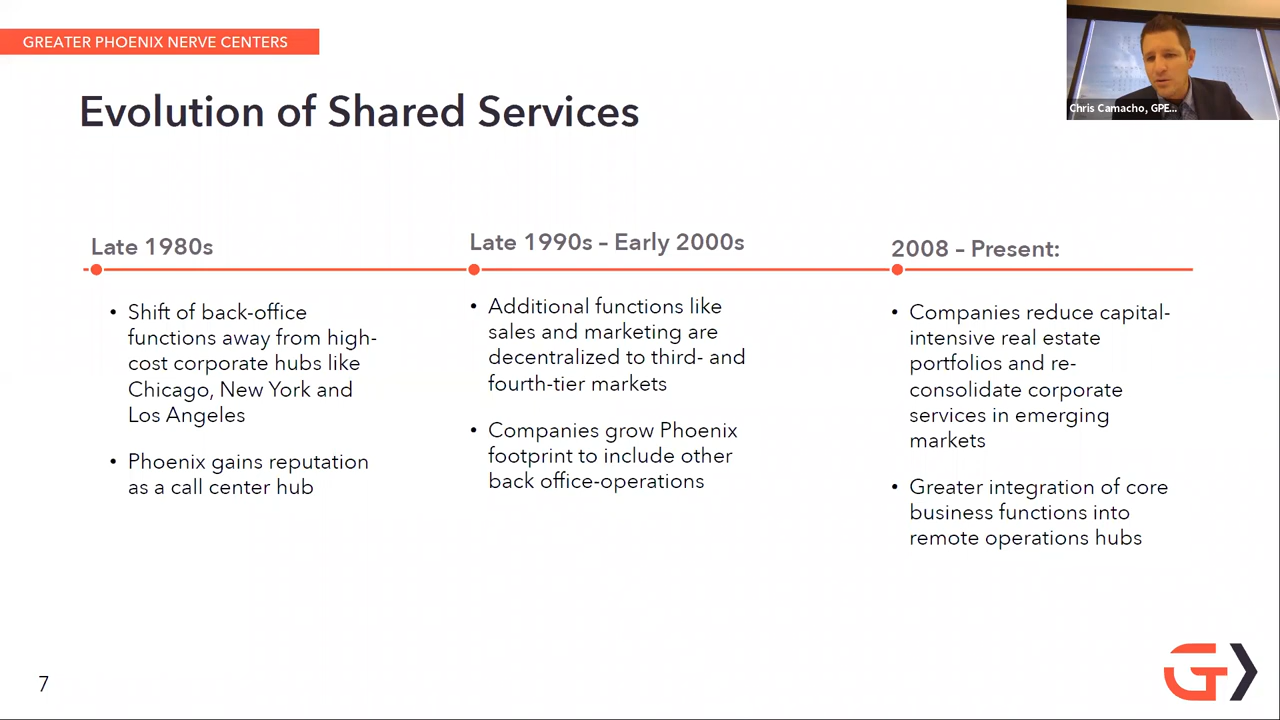 GREATER PHOENIX NERVE CENTERS
Chris Camacho, GPE...
Evolution of Shared Services
Late 1980s
• Shift of back-office
functions away from high-
cost corporate hubs like
Chicago, New York and
Los Angeles
• Phoenix gains reputation
as a call center hub
Late 1990s – Early 2000s
• Additional functions like
sales and marketing are
decentralized to third- and
fourth-tier markets
• Companies grow Phoenix
footprint to include other
back office-operations
2008 – Present:
• Companies reduce capital-
intensive real estate
portfolios and re-
consolidate corporate
services in emerging
markets
• Greater integration of core
business functions into
remote operations hubs
7